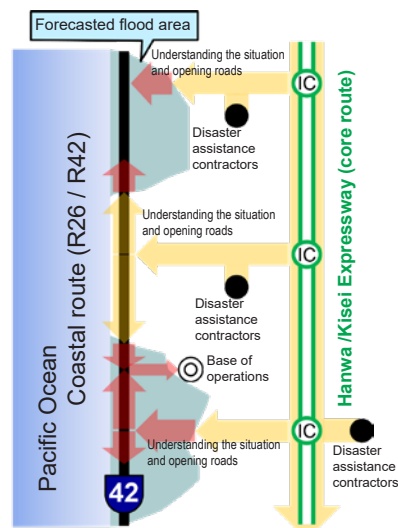 Forecasted flood area
Understanding the situation
and opening roads
IC
Disaster
assistance
contractors
Understanding the situation
and opening roads
IC
Disaster
assistance
contractors
Base of
operations
IC
Understanding the situation
and opening roads
Disaster
assistance
contractors
42
Pacific Ocean
Coastal route (R26 / R42)
Hanwa /Kisei Expressway (core route)